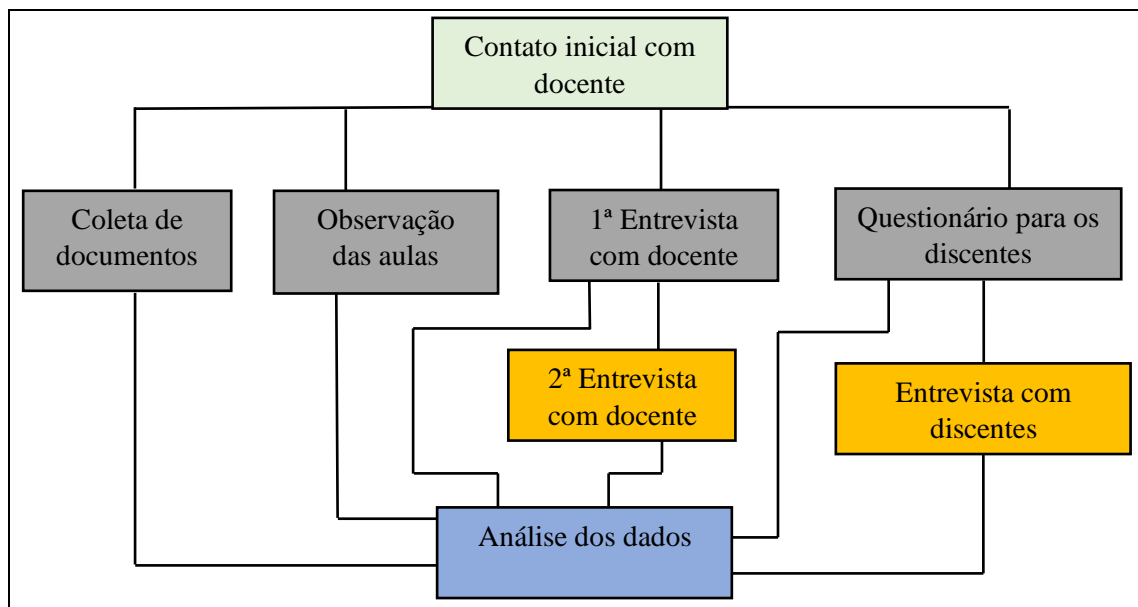 Contato inicial com
docente
Coleta de
documentos
Observação
das aulas
1ª Entrevista
com docente
Questionário para os
discentes
2ª Entrevista
com docente
Entrevista com
discentes
Análise dos dados